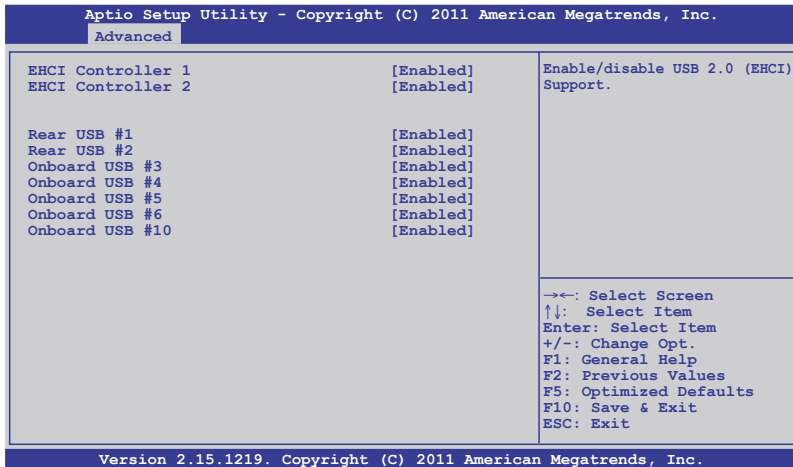 Aptio Setup Utility - Copyright (C) 2011 American Megatrends, Inc.
Advanced
EHCI Controller 1 [Enabled]
EHCI Controller 2 [Enabled]
Rear USB #1 [Enabled]
Rear USB #2 [Enabled]
Onboard USB #3 [Enabled]
Onboard USB #4 [Enabled]
Onboard USB #5 [Enabled]
Onboard USB #6 [Enabled]
Onboard USB #10 [Enabled]
Enable/disable USB 2.0 (EHCI)
Support.
→←: Select Screen
↑↓: Select Item
Enter: Select Item
+/-: Change Opt.
F1: General Help
F2: Previous Values
F5: Optimized Defaults
F10: Save & Exit
ESC: Exit
Version 2.15.1219. Copyright (C) 2011 American Megatrends, Inc.